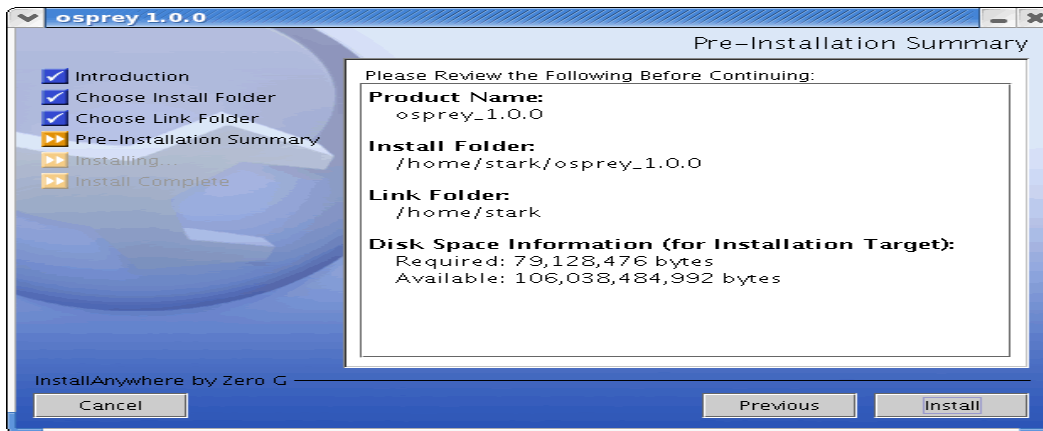 osprey 1.0.0
Pre-Installation Summary
Introduction
Choose Install Folder
Choose Link Folder
Pre-Installation Summary
Installing...
Install Complete
Please Review the Following Before Continuing:
Product Name:
osprey_1.0.0
Install Folder:
/home/stark/osprey_1.0.0
Link Folder:
/home/stark
Disk Space Information (for Installation Target):
Required: 79,128,476 bytes
Available: 106,038,484,992 bytes
InstallAnywhere by Zero G
Cancel
Previous
Install